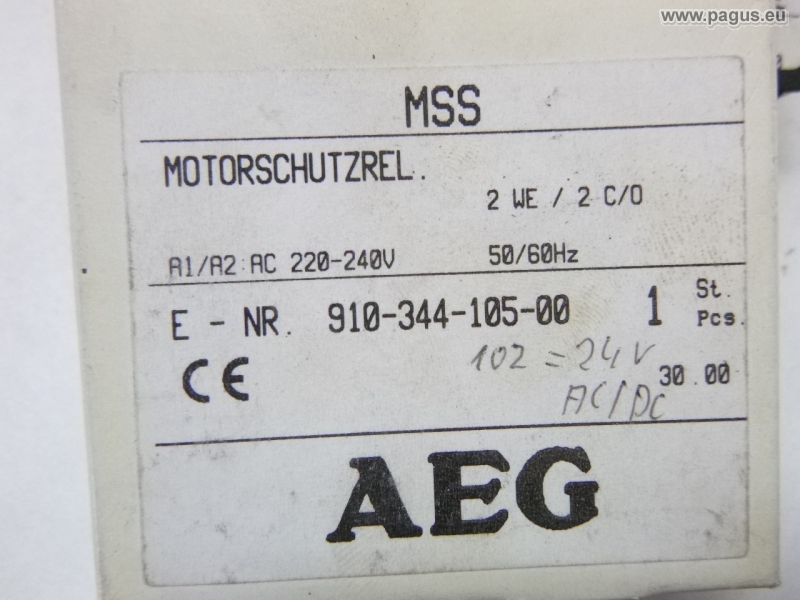 www.pagus.eu
MSS
MOTORSCHUTZREL.
2 WE / 2 C/O
A1/A2 AC 220-240V 50/60Hz
E - NR. 910-344-105-00 1 St.
Pcs.
102 = 24V
30.00
AC/DC
CE
AEG